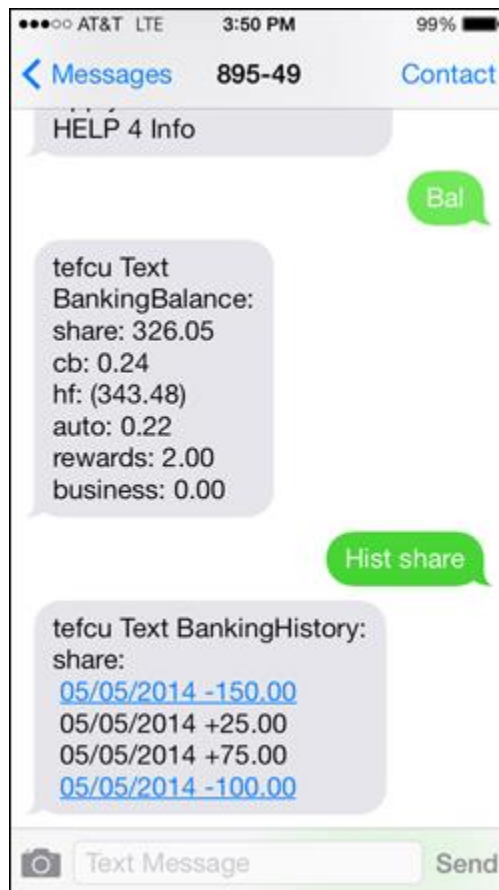 AT&T LTE 3:50 PM 99%
Messages 895-49 Contact
HELP 4 Info
Bal
tefcu Text
BankingBalance:
share: 326.05
cb: 0.24
hf: (343.48)
auto: 0.22
rewards: 2.00
business: 0.00
Hist share
tefcu Text BankingHistory:
share:
05/05/2014 -150.00
05/05/2014 +25.00
05/05/2014 +75.00
05/05/2014 -100.00
Text Message Send